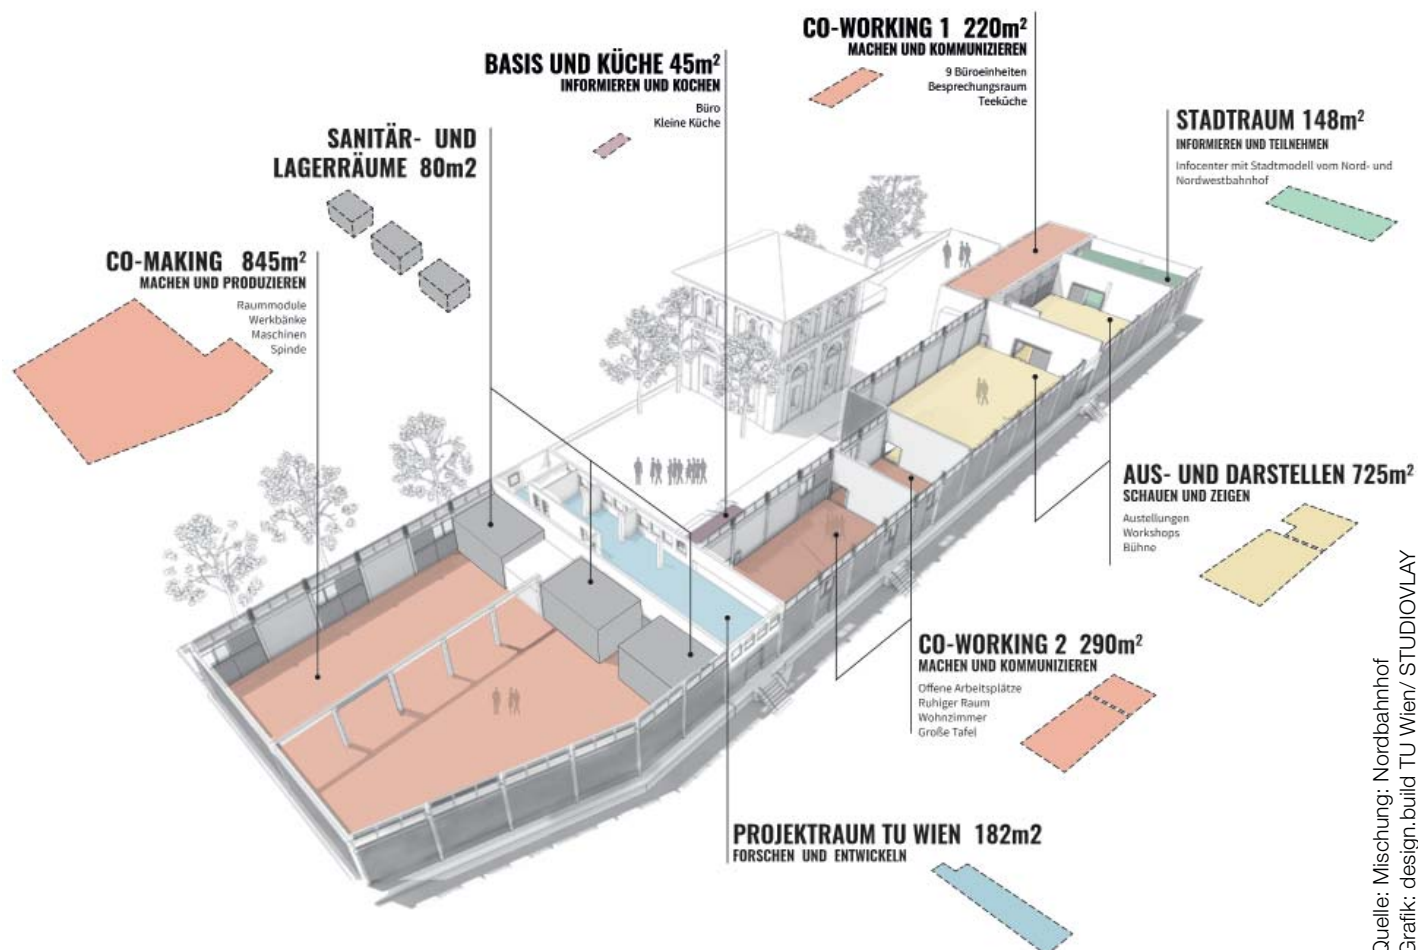 CO-WORKING 1 220m²
MACHEN UND KOMMUNIZIEREN
9 Büroeinheiten
Besprechungsraum
Teeküche
BASIS UND KÜCHE 45m²
INFORMIEREN UND KOCHEN
Büro
Kleine Küche
STADTRAUM 148m²
INFORMIEREN UND TEILNEHMEN
Infocenter mit Stadtmodell vom Nord- und
Nordwestbahnhof
SANITÄR- UND
LAGERRÄUME 80m2
CO-MAKING 845m²
MACHEN UND PRODUZIEREN
Raummodule
Werkbänke
Maschinen
Spinde
AUS- UND DARSTELLEN 725m²
SCHAUEN UND ZEIGEN
Austellungen
Workshops
Bühne
CO-WORKING 2 290m²
MACHEN UND KOMMUNIZIEREN
Offene Arbeitsplätze
Ruhiger Raum
Wohnzimmer
Große Tafel
PROJEKTRAUM TU WIEN 182m2
FORSCHEN UND ENTWICKELN
Quelle: Mischung: Nordbahnhof
Grafik: design.build TU Wien/ STUDIOVLAY